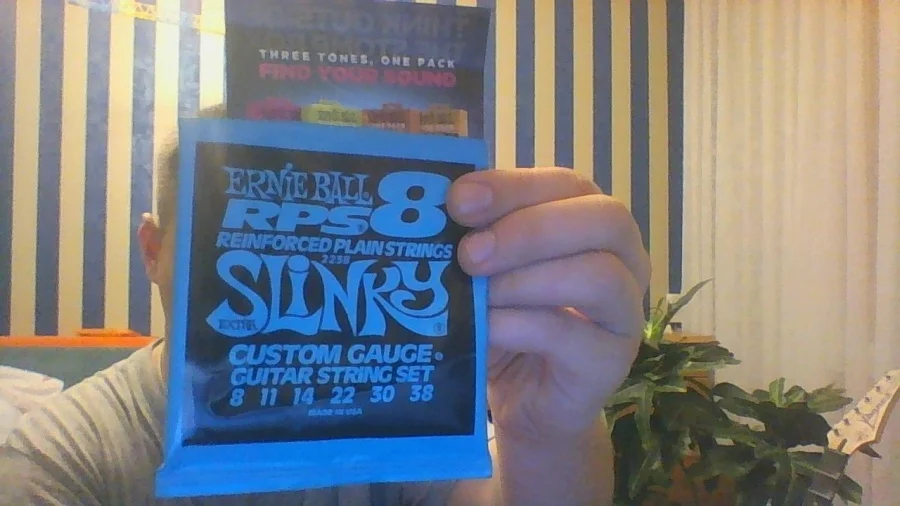 THREE TONES, ONE PACK
FIND YOUR SOUND
ERNIE BALL
RPS 8
REINFORCED PLAIN STRINGS
2238
SLINKY
EXTRA
CUSTOM GAUGE
GUITAR STRING SET
8 11 14 22 30 38
MADE IN USA